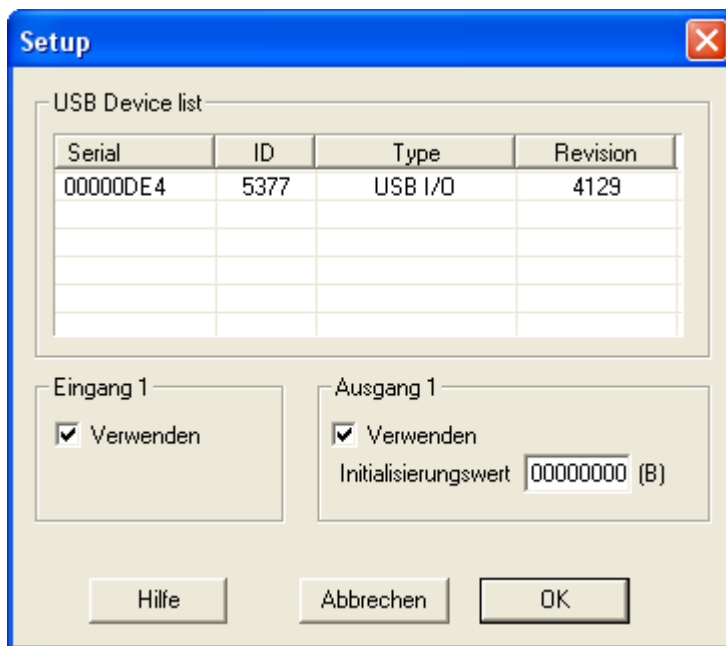 Setup
USB Device list
Serial ID Type Revision
00000DE4 5377 USB I/O 4129
Eingang 1
Verwenden
Ausgang 1
Verwenden
Initialisierungswert 00000000 (B)
Hilfe Abbrechen OK